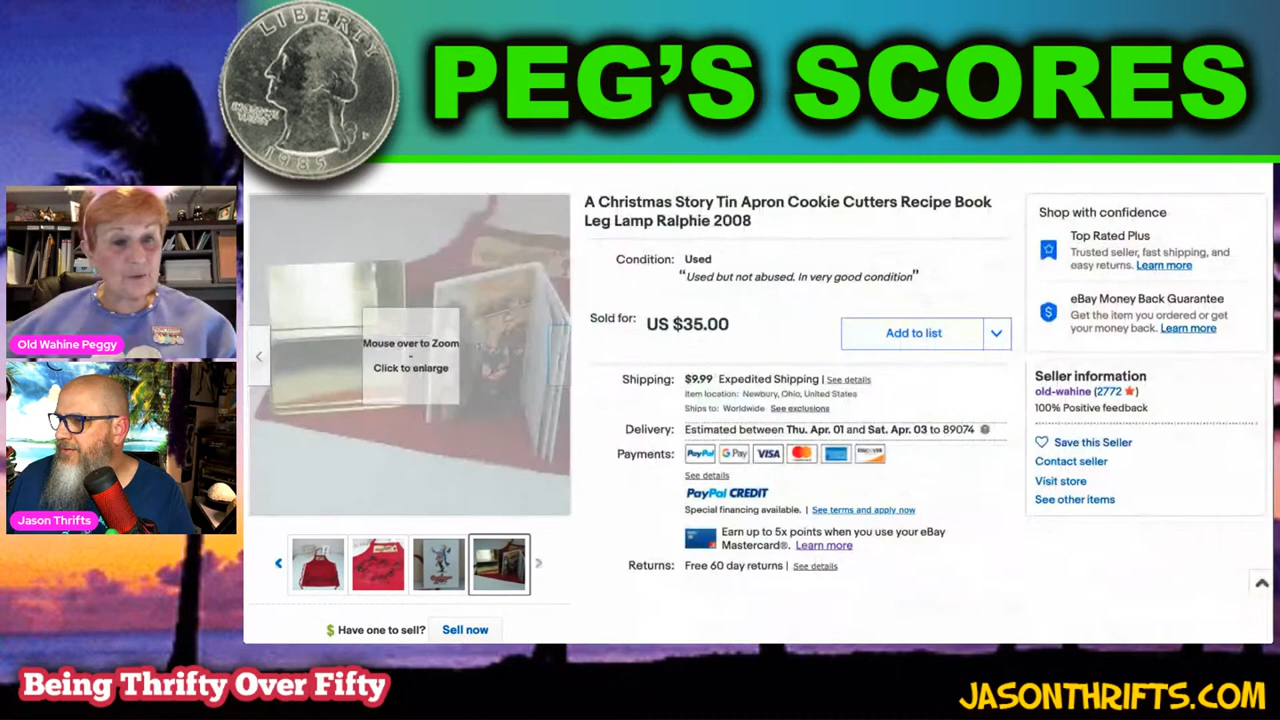 LIBERTY
IN GOD WE
TRUST
1985
PEG'S SCORES
A Christmas Story Tin Apron Cookie Cutters Recipe Book
Leg Lamp Ralphie 2008
Condition: Used
"Used but not abused. In very good condition"
Sold for: US $35.00
Add to list
Shipping: $9.99 Expedited Shipping | See details
Item location: Newbury, Ohio, United States
Ships to: Worldwide See exclusions
Delivery: Estimated between Thu. Apr. 01 and Sat. Apr. 03 to 89074
Payments: PayPal G Pay VISA DISCOVER
See details
PayPal CREDIT
Special financing available. | See terms and apply now
Earn up to 5x points when you use your eBay
Mastercard®. Learn more
Returns: Free 60 day returns | See details
Mouse over to Zoom
-
Click to enlarge
$ Have one to sell? Sell now
Shop with confidence
Top Rated Plus
Trusted seller, fast shipping, and
easy returns. Learn more
eBay Money Back Guarantee
Get the item you ordered or get
your money back. Learn more
Seller information
old-wahine (2772)
100% Positive feedback
Save this Seller
Contact seller
Visit store
See other items
Old Wahine Peggy
Jason Thrifts
Being Thrifty Over Fifty
JASONTHRIFTS.COM